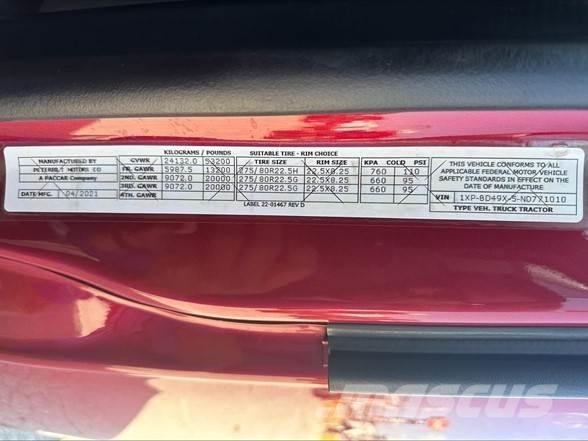 KILOGRAMS / POUNDS SUITABLE TIRE - RIM CHOICE
MANUFACTURED BY GVWR 24132.0 53200 TIRE SIZE RIM SIZE KPA COLD PSI
PETERBILT MOTORS CO FR. GAWR 5987.5 13200 275/80R22.5H 22.5X8.25 760 110
A PACCAR Company 2ND. GAWR 9072.0 20000 275/80R22.5G 22.5X8.25 660 95
3RD. GAWR 9072.0 20000 275/80R22.5G 22.5X8.25 660 95
DATE MFG. 04/2021 4TH. GAWR
LABEL 22-01467 REV D
THIS VEHICLE CONFORMS TO ALL
APPLICABLE FEDERAL MOTOR VEHICLE
SAFETY STANDARDS IN EFFECT ON THE
DATE OF MANUFACTURE
VIN 1XP-BD49X-5-ND771010
TYPE VEH. TRUCK TRACTOR
mascus